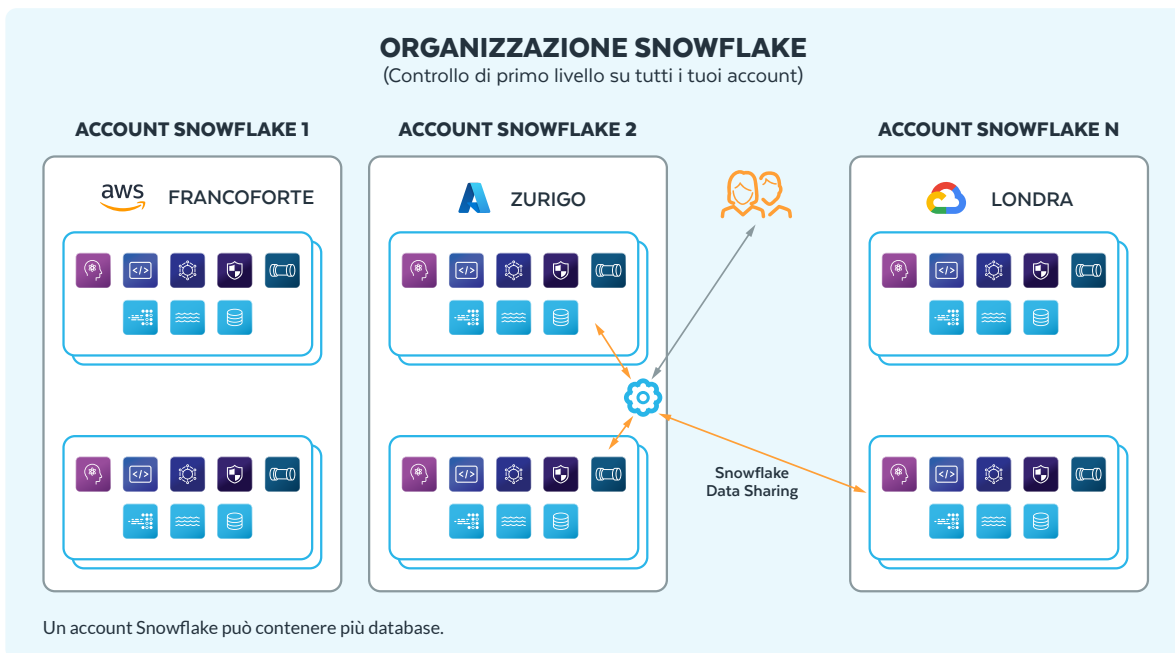 ORGANIZZAZIONE SNOWFLAKE
(Controllo di primo livello su tutti i tuoi account)
ACCOUNT SNOWFLAKE 1
ACCOUNT SNOWFLAKE 2
ACCOUNT SNOWFLAKE N
aws FRANCOFORTE
ZURIGO
LONDRA
Snowflake
Data Sharing
Un account Snowflake può contenere più database.